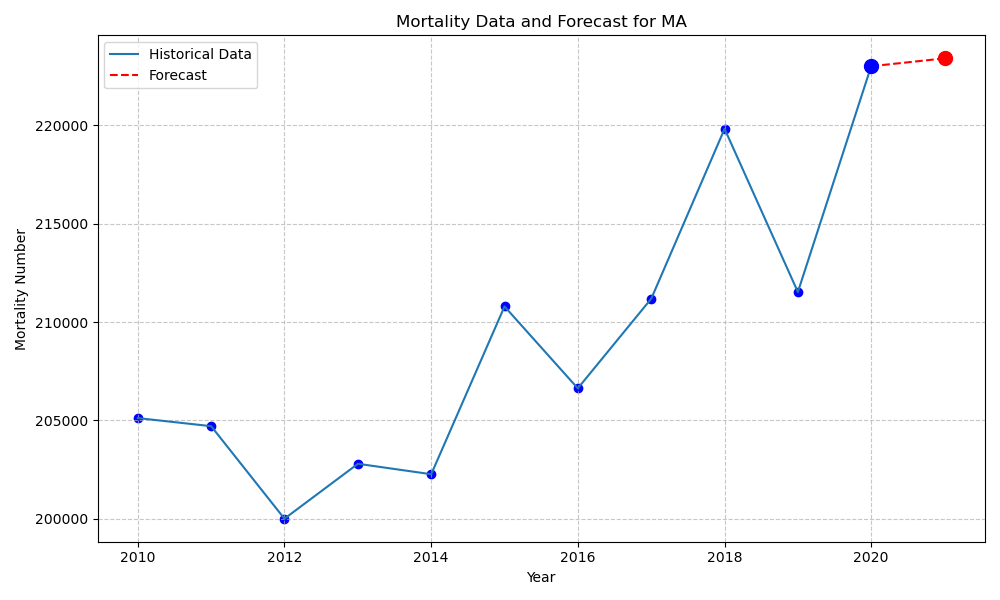 Mortality Data and Forecast for MA
Historical Data
Forecast
220000
215000
210000
205000
200000
Mortality Number
2010
2012
2014
2016
2018
2020
Year